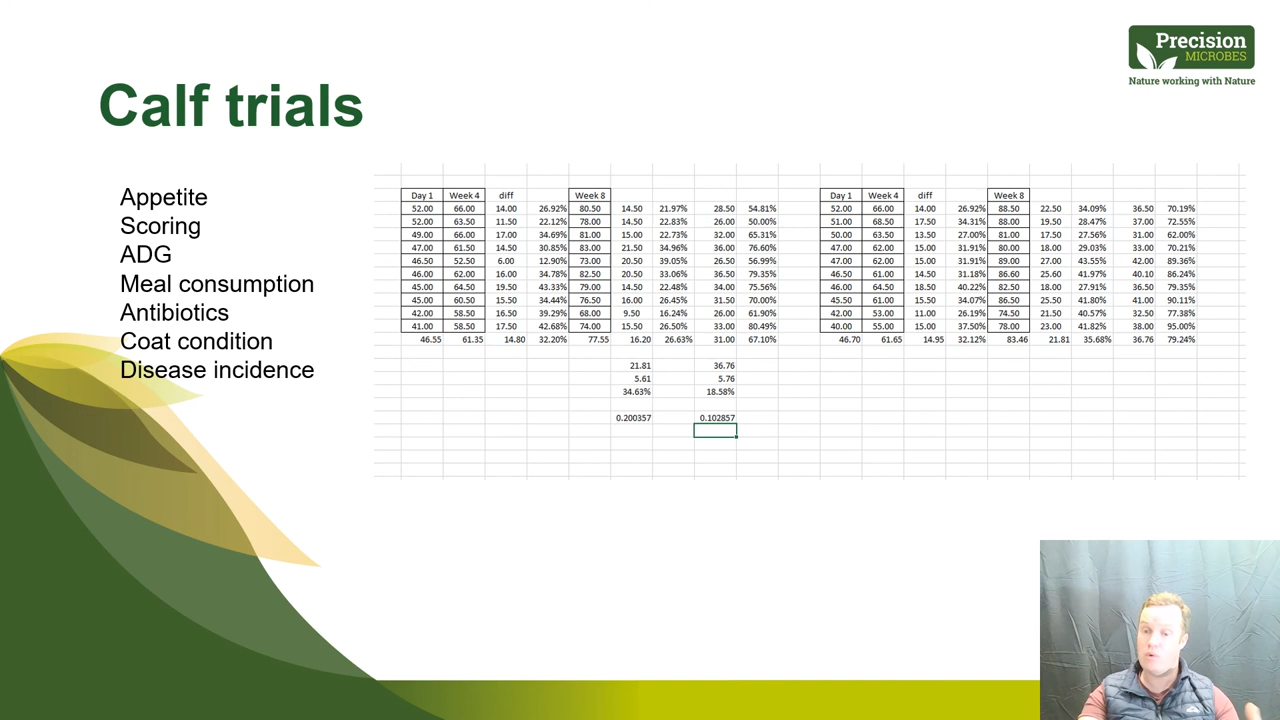 Precision
MICROBES
Nature working with Nature
Calf trials
Appetite
Scoring
ADG
Meal consumption
Antibiotics
Coat condition
Disease incidence
Day 1 Week 4 diff Week 8
52.00 66.00 14.00 26.92% 80.50 14.50 21.97% 28.50 54.81%
52.00 63.50 11.50 22.12% 78.00 14.50 22.83% 26.00 50.00%
49.00 66.00 17.00 34.69% 81.00 15.00 22.73% 32.00 65.31%
47.00 61.50 14.50 30.85% 83.00 21.50 34.96% 36.00 76.60%
46.50 52.50 6.00 12.90% 73.00 20.50 39.05% 26.50 56.99%
46.00 62.00 16.00 34.78% 82.50 20.50 33.06% 36.50 79.35%
45.00 64.50 19.50 43.33% 79.00 14.50 22.48% 34.00 75.56%
45.00 60.50 15.50 34.44% 76.50 16.00 26.45% 31.50 70.00%
42.00 58.50 16.50 39.29% 68.00 9.50 16.24% 26.00 61.90%
41.00 58.50 17.50 42.68% 74.00 15.50 26.50% 33.00 80.49%
46.55 61.35 14.80 32.20% 77.55 16.20 26.63% 31.00 67.10%
21.81 36.76
5.61 5.76
34.63% 18.58%
0.200357 0.102857
Day 1 Week 4 diff Week 8
52.00 66.00 14.00 26.92% 88.50 22.50 34.09% 36.50 70.19%
51.00 68.50 17.50 34.31% 88.00 19.50 28.47% 37.00 72.55%
50.00 63.50 13.50 27.00% 81.00 17.50 27.56% 31.00 62.00%
47.00 62.00 15.00 31.91% 80.00 18.00 29.03% 33.00 70.21%
47.00 62.00 15.00 31.91% 89.00 27.00 43.55% 42.00 89.36%
46.50 61.00 14.50 31.18% 86.60 25.60 41.97% 40.10 86.24%
46.00 64.50 18.50 40.22% 82.50 18.00 27.91% 36.50 79.35%
45.50 61.00 15.50 34.07% 86.50 25.50 41.80% 41.00 90.11%
42.00 53.00 11.00 26.19% 74.50 21.50 40.57% 32.50 77.38%
40.00 55.00 15.00 37.50% 78.00 23.00 41.82% 38.00 95.00%
46.70 61.65 14.95 32.12% 83.46 21.81 35.68% 36.76 79.24%